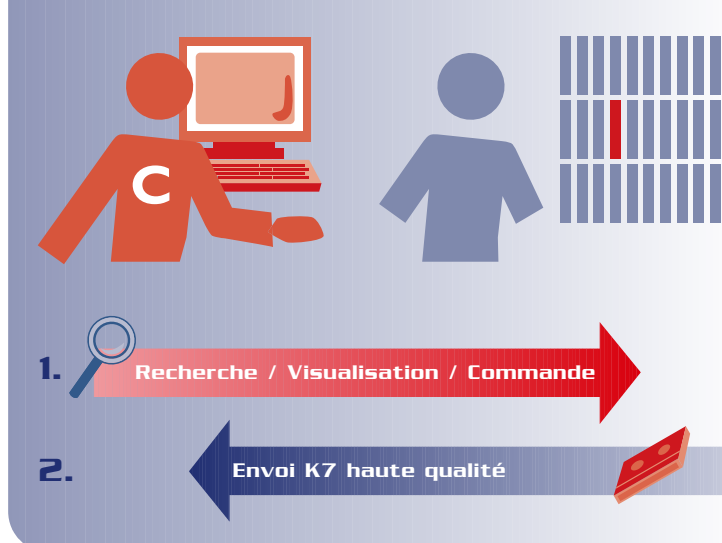 C
1. Recherche / Visualisation / Commande
2. Envoi K7 haute qualité